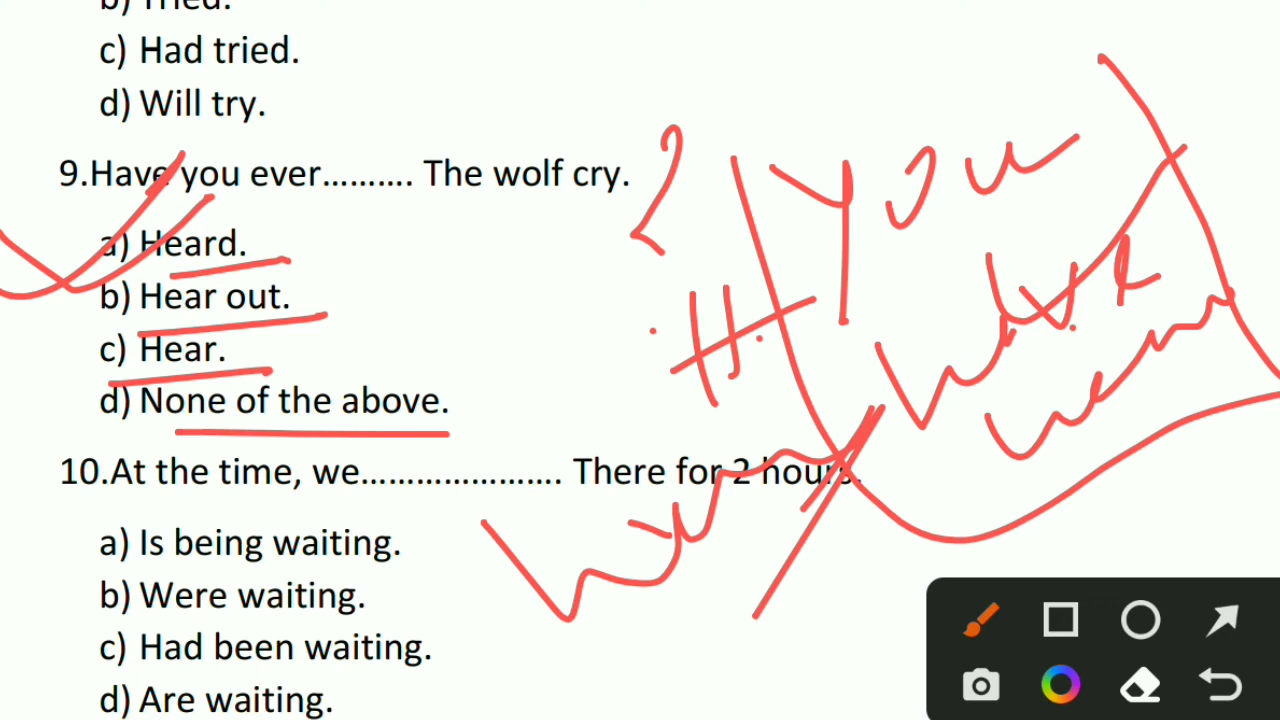 b) Tried.
c) Had tried.
d) Will try.
9.Have you ever.......... The wolf cry.
a) Heard.
b) Hear out.
c) Hear.
d) None of the above.
10.At the time, we...................... There for 2 hours.
a) Is being waiting.
b) Were waiting.
c) Had been waiting.
d) Are waiting.
You